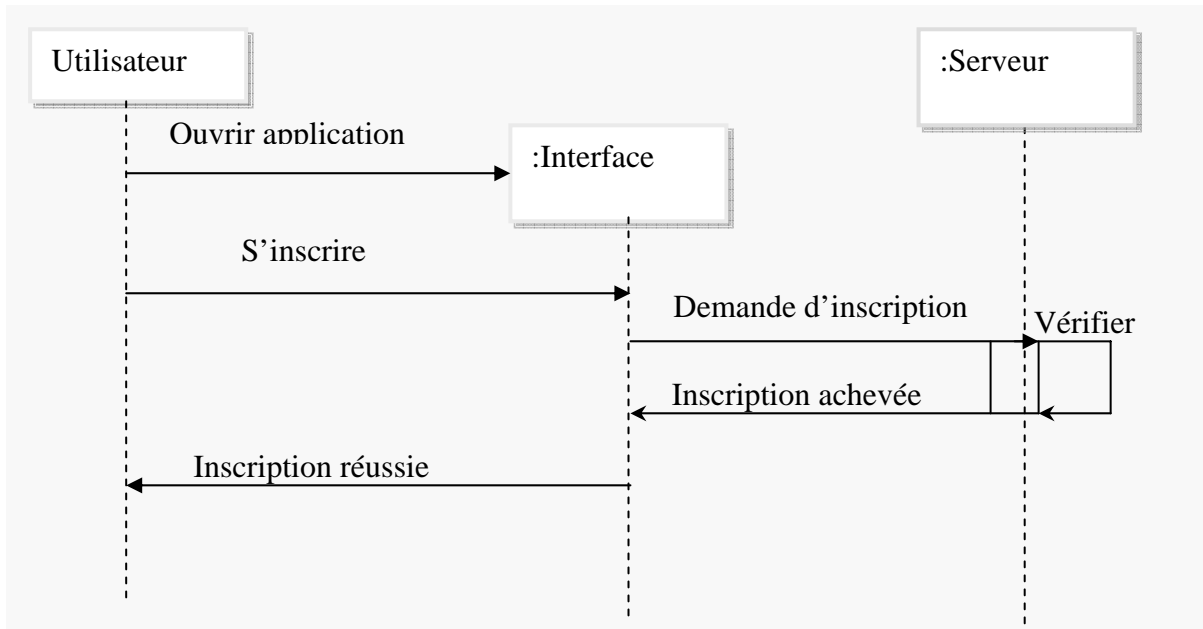 Utilisateur
:Serveur
Ouvrir application
:Interface
S’inscrire
Demande d’inscription
Vérifier
Inscription achevée
Inscription réussie